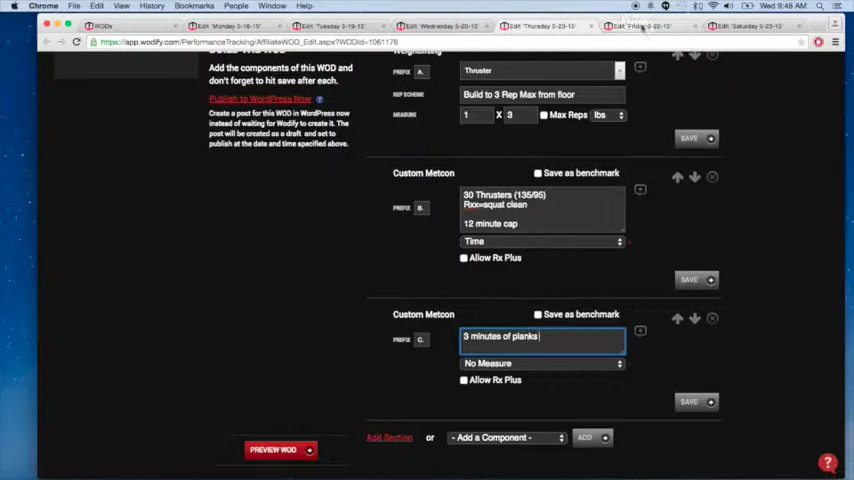 Chrome File Edit View History Bookmarks People Window Help Wed 9:48 AM
WODs
Edit 'Monday 5-18-15'
Edit 'Tuesday 5-19-15'
Edit 'Wednesday 5-20-15'
Edit 'Thursday 5-20-15'
Edit 'Friday 5-22-15'
Edit 'Saturday 5-23-15'
https://app.wodify.com/PerformanceTracking/AffiliateWOD_Edit.aspx?WODId=1061176
Add the components of this WOD and
don't forget to hit save after each.
Publish to WordPress Now ?
Create a post for this WOD in WordPress now
instead of waiting for Wodify to create it. The
post will be created as a draft and set to
publish at the date and time specified above.
PREFIX A. Thruster
REP SCHEME Build to 3 Rep Max from floor
MEASURE 1 X 3 Max Reps lbs
SAVE
Custom Metcon Save as benchmark
30 Thrusters (135/95)
Rxx=squat clean
PREFIX B.
12 minute cap
Time
Allow Rx Plus
SAVE
Custom Metcon Save as benchmark
PREFIX C. 3 minutes of planks
No Measure
Allow Rx Plus
SAVE
Add Section or - Add a Component - ADD
PREVIEW WOD
?